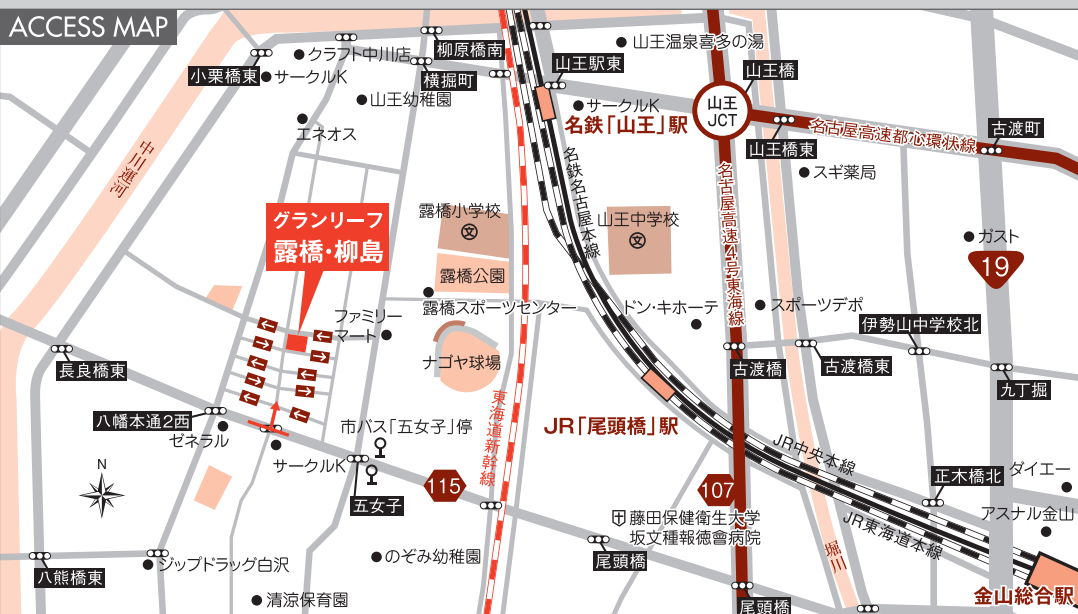 ACCESS MAP
クラフト中川店
柳原橋南
山王温泉喜多の湯
小栗橋東
サークルK
横掘町
山王駅東
山王橋
山王幼稚園
サークルK
山王
JCT
名鉄「山王」駅
エネオス
名古屋高速都心環状線
古渡町
山王橋東
中川運河
名鉄名古屋本線
スギ薬局
名古屋高速4号東海線
グランリーフ
露橋・柳島
露橋小学校
文
山王中学校
文
ガスト
19
露橋公園
露橋スポーツセンター
ドン・キホーテ
スポーツデポ
伊勢山中学校北
ファミリー
マート
ナゴヤ球場
長良橋東
古渡橋
古渡橋東
九丁堀
八幡本通2西
ゼネラル
東海道新幹線
市バス「五女子」停
JR「尾頭橋」駅
JR中央本線
サークルK
N
115
107
正木橋北
ダイエー
五女子
アスナル金山
藤田保健衛生大学
坂文種報德會病院
JR東海道本線
堀川
のぞみ幼稚園
尾頭橋
ジップドラッグ白沢
八熊橋東
清涼保育園
尾頭橋
金山総合駅